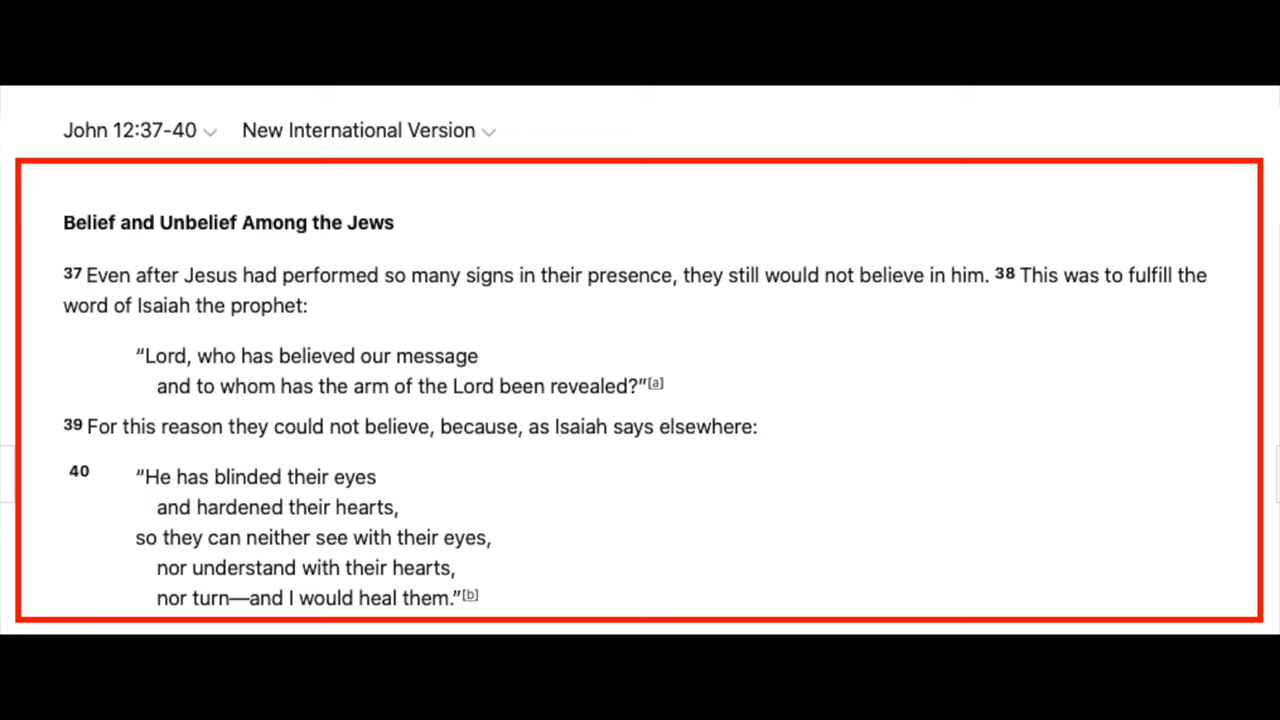 John 12:37-40 New International Version
Belief and Unbelief Among the Jews
37 Even after Jesus had performed so many signs in their presence, they still would not believe in him. 38 This was to fulfill the
word of Isaiah the prophet:
“Lord, who has believed our message
and to whom has the arm of the Lord been revealed?”[a]
39 For this reason they could not believe, because, as Isaiah says elsewhere:
40 “He has blinded their eyes
and hardened their hearts,
so they can neither see with their eyes,
nor understand with their hearts,
nor turn—and I would heal them.”[b]